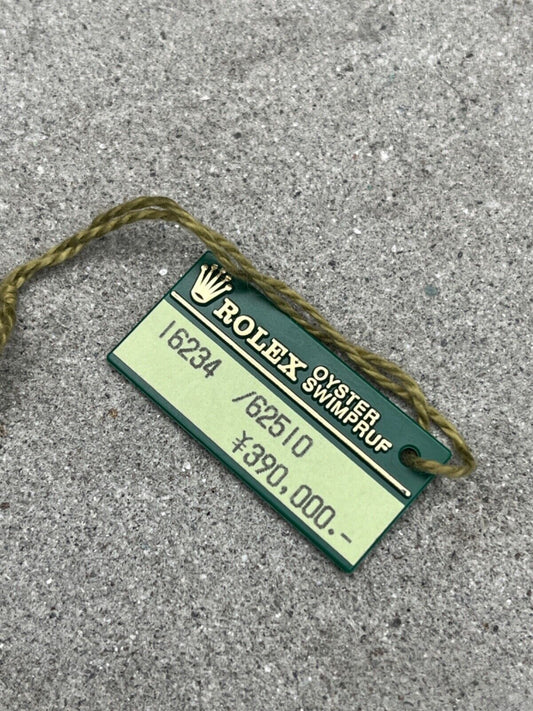 ROLEX OYSTER
SWIMPRUF
16234 /62510
¥390,000.-